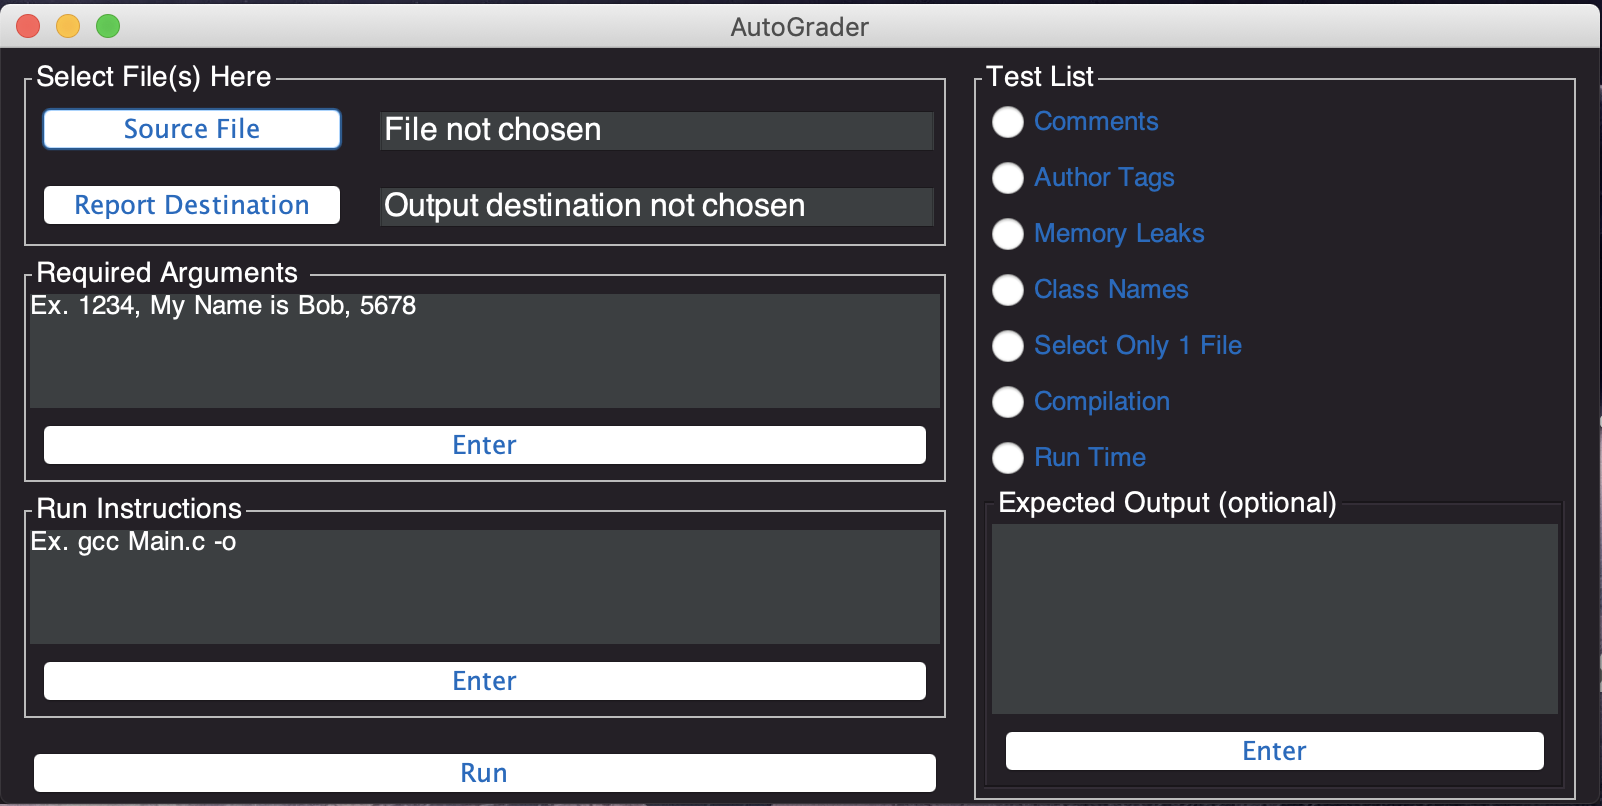 AutoGrader
Select File(s) Here
Source File
File not chosen
Report Destination
Output destination not chosen
Required Arguments
Ex. 1234, My Name is Bob, 5678
Enter
Run Instructions
Ex. gcc Main.c -o
Enter
Run
Test List
Comments
Author Tags
Memory Leaks
Class Names
Select Only 1 File
Compilation
Run Time
Expected Output (optional)
Enter